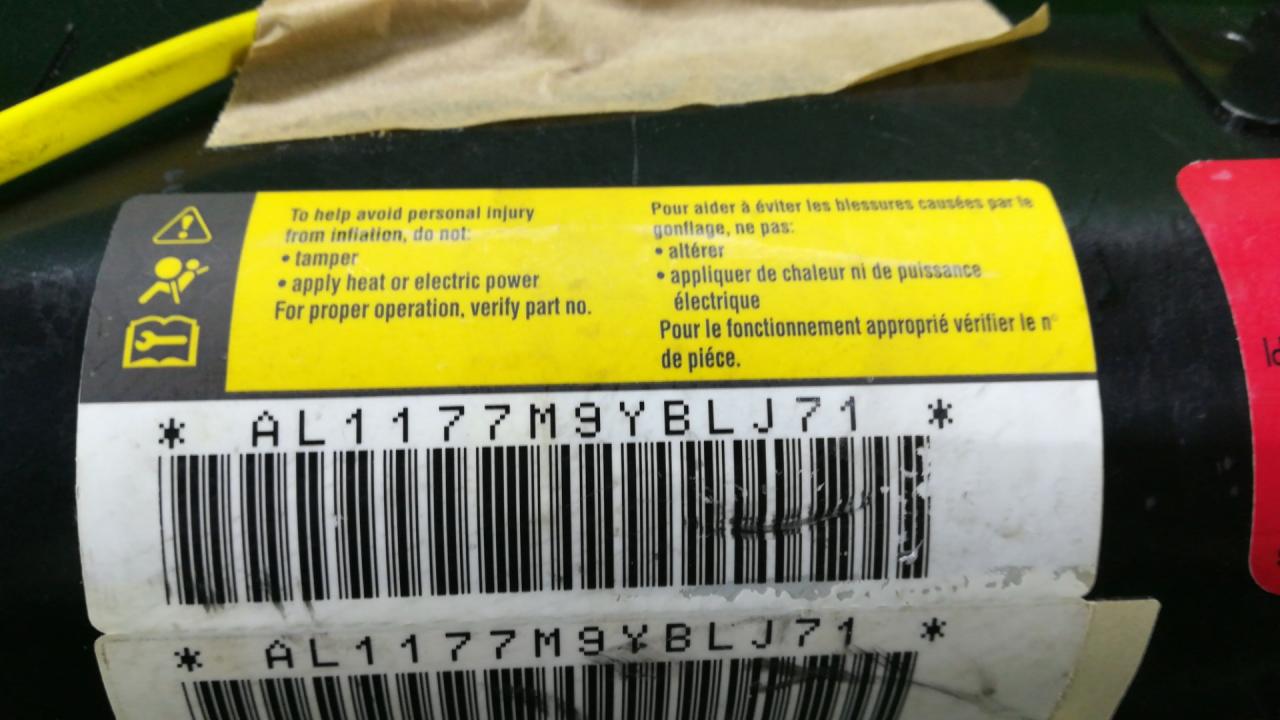 To help avoid personal injury
from inflation, do not:
• tamper
• apply heat or electric power
For proper operation, verify part no.
Pour aider à éviter les blessures causées par le
gonflage, ne pas:
• altérer
• appliquer de chaleur ni de puissance
électrique
Pour le fonctionnement approprié vérifier le n°
de piéce.
* AL1177M9YBLJ71 *
* AL1177M9YBLJ71 *